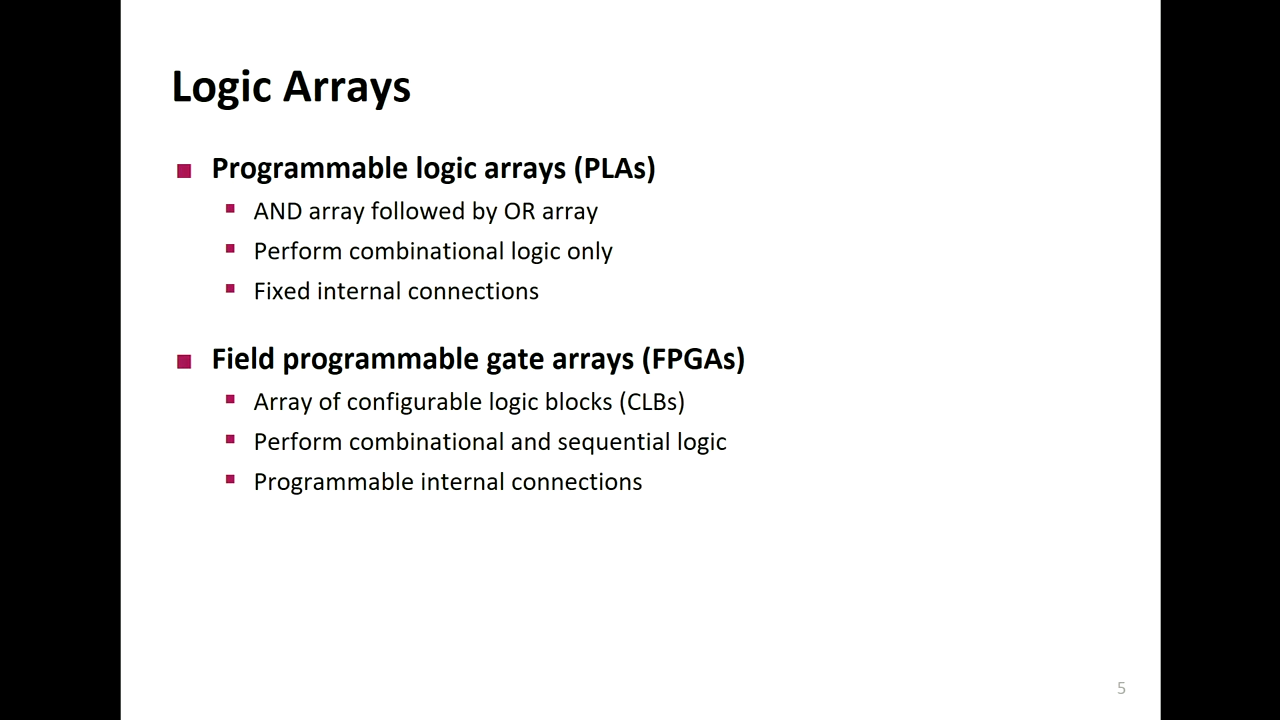 Logic Arrays
Programmable logic arrays (PLAs)
AND array followed by OR array
Perform combinational logic only
Fixed internal connections
Field programmable gate arrays (FPGAs)
Array of configurable logic blocks (CLBs)
Perform combinational and sequential logic
Programmable internal connections
5